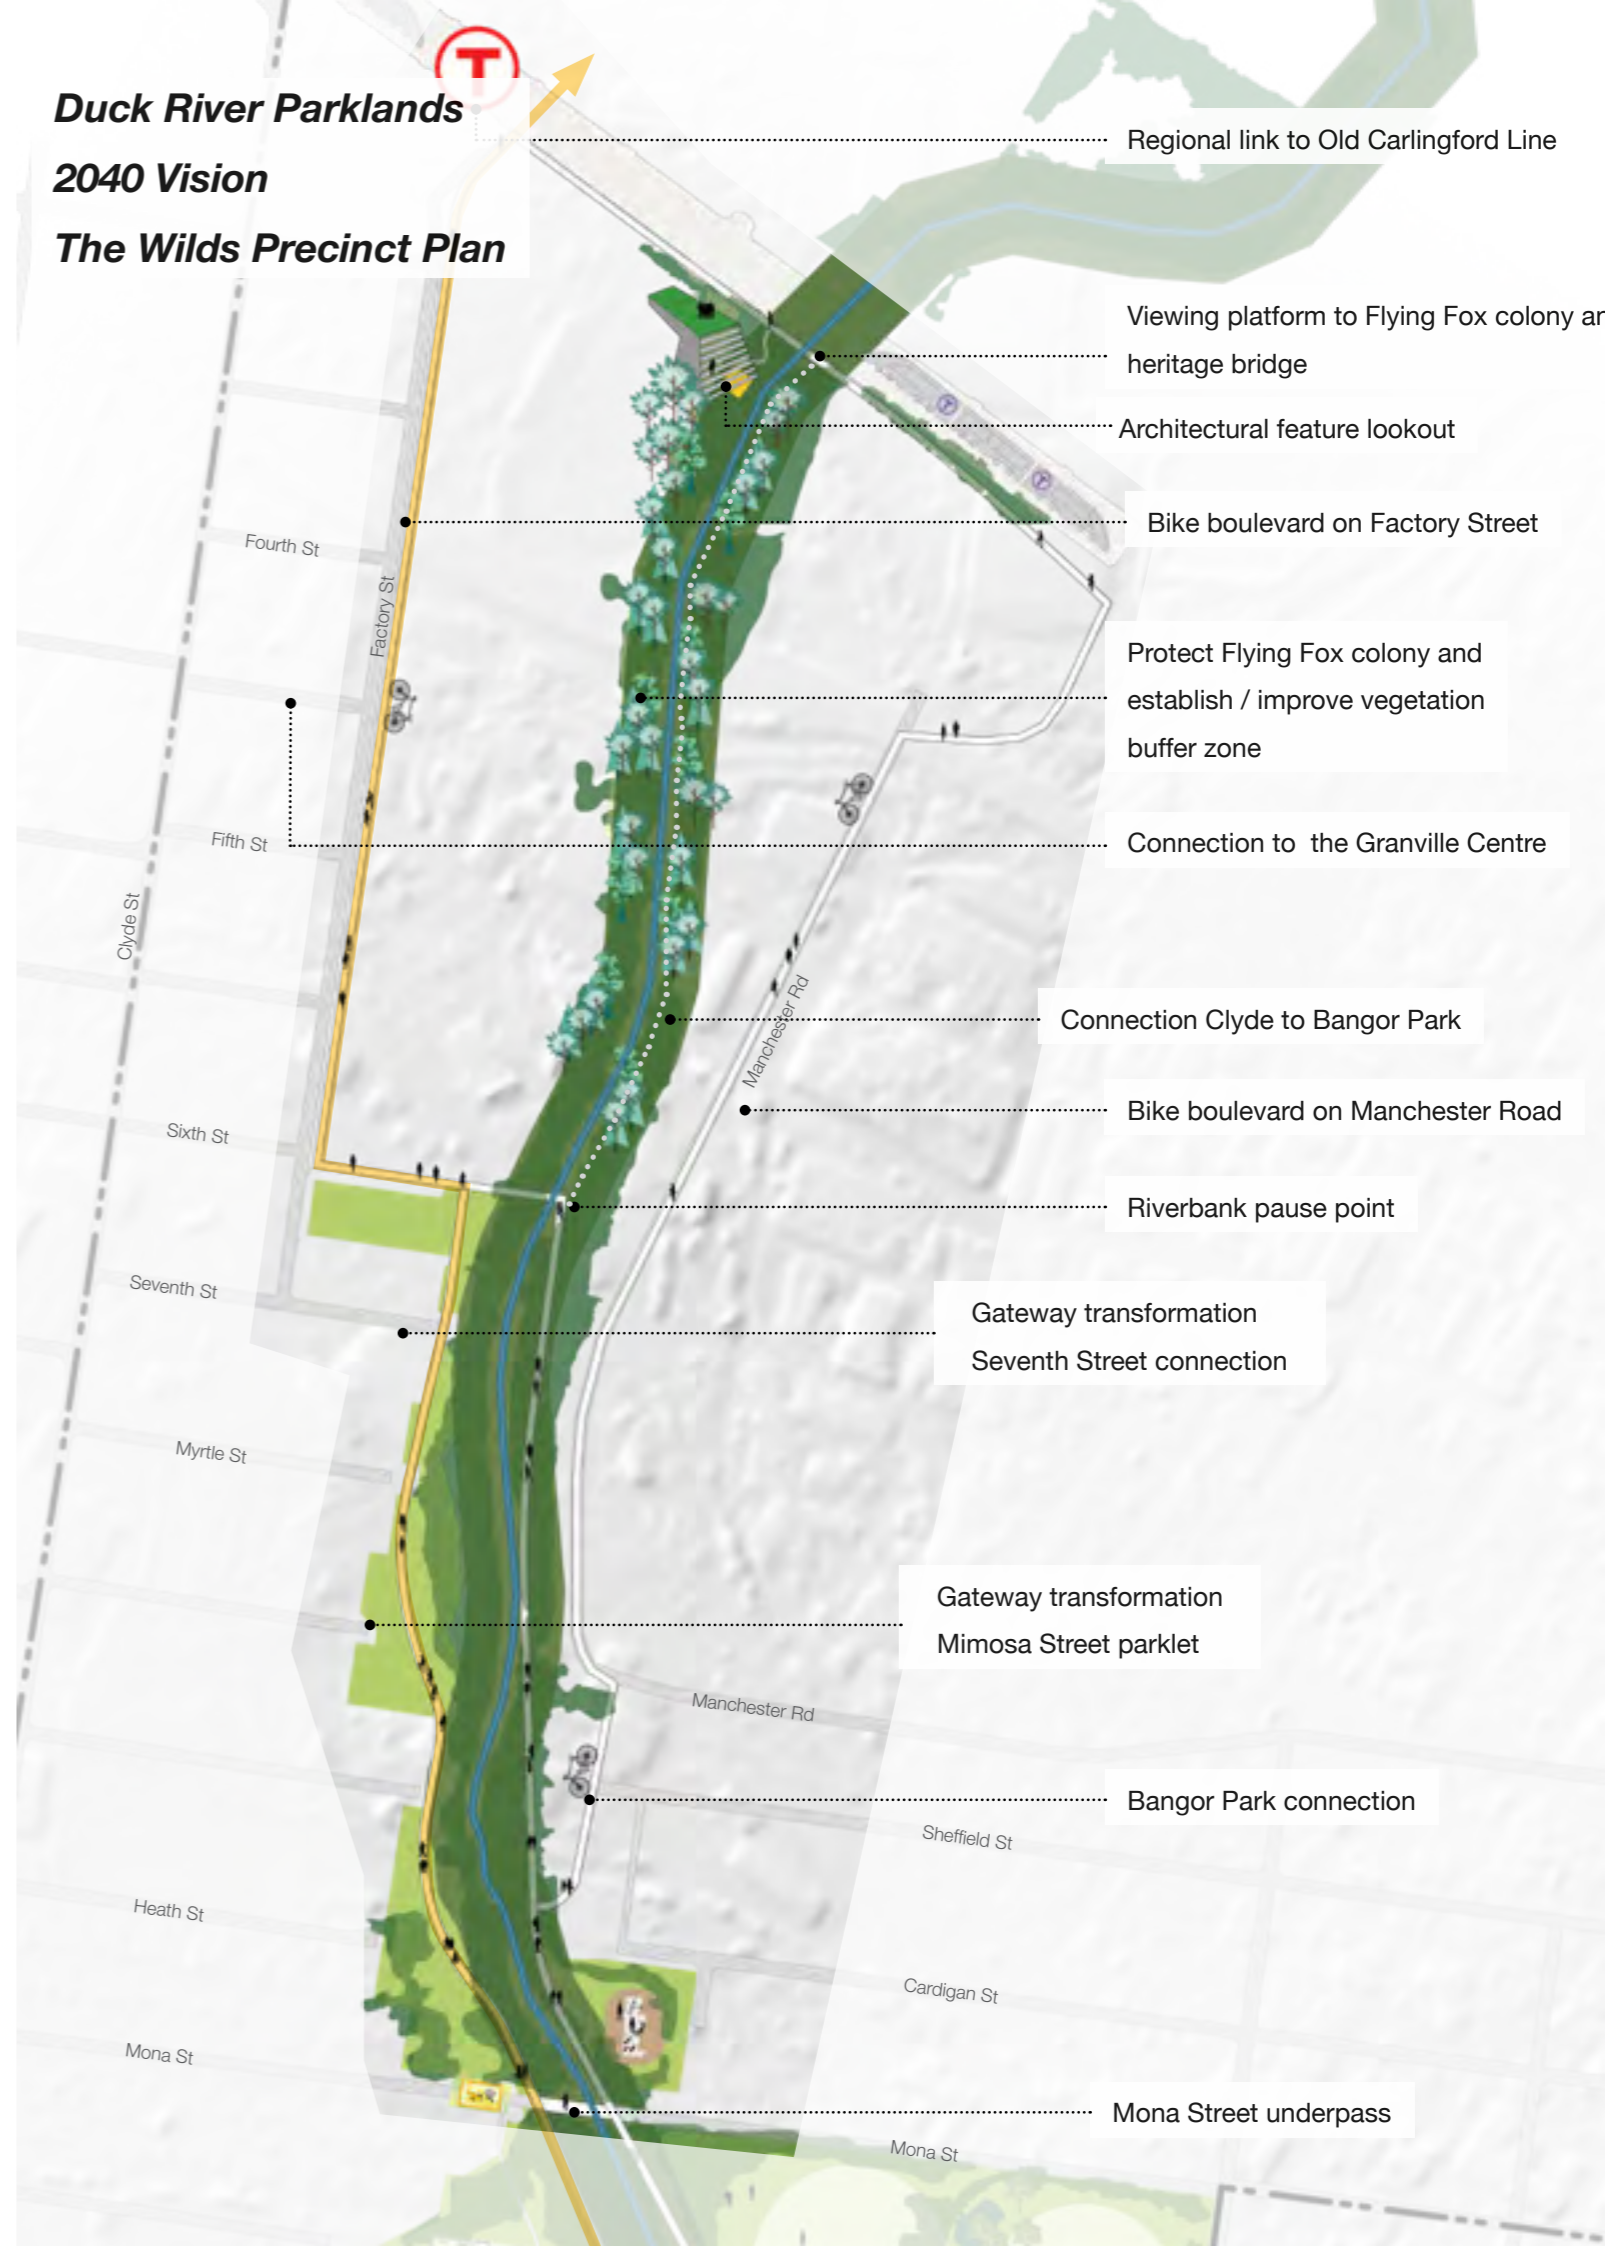 T
Duck River Parklands
2040 Vision
The Wilds Precinct Plan
Regional link to Old Carlingford Line
Viewing platform to Flying Fox colony
heritage bridge
Architectural feature lookout
Bike boulevard on Factory Street
Fourth St
Factory St
Protect Flying Fox colony and
establish / improve vegetation
buffer zone
Connection to the Granville Centre
Fifth St
Clyde St
Manchester Rd
Connection Clyde to Bangor Park
Bike boulevard on Manchester Road
Sixth St
Riverbank pause point
Seventh St
Gateway transformation
Seventh Street connection
Myrtle St
Gateway transformation
Mimosa Street parklet
Manchester Rd
Bangor Park connection
Sheffield St
Heath St
Cardigan St
Mona St
Mona Street underpass
Mona St